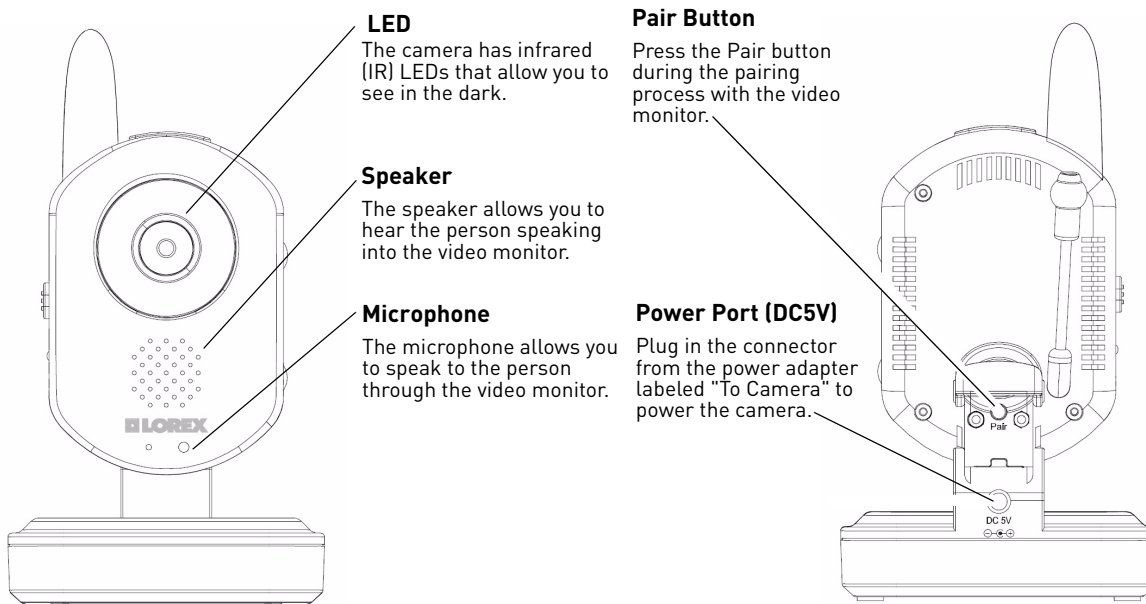 LED
The camera has infrared
(IR) LEDs that allow you to
see in the dark.
Speaker
The speaker allows you to
hear the person speaking
into the video monitor.
Microphone
The microphone allows you
to speak to the person
through the video monitor.
LOREX
Pair Button
Press the Pair button
during the pairing
process with the video
monitor.
Power Port (DC5V)
Plug in the connector
from the power adapter
labeled "To Camera" to
power the camera.
Pair
DC 5V